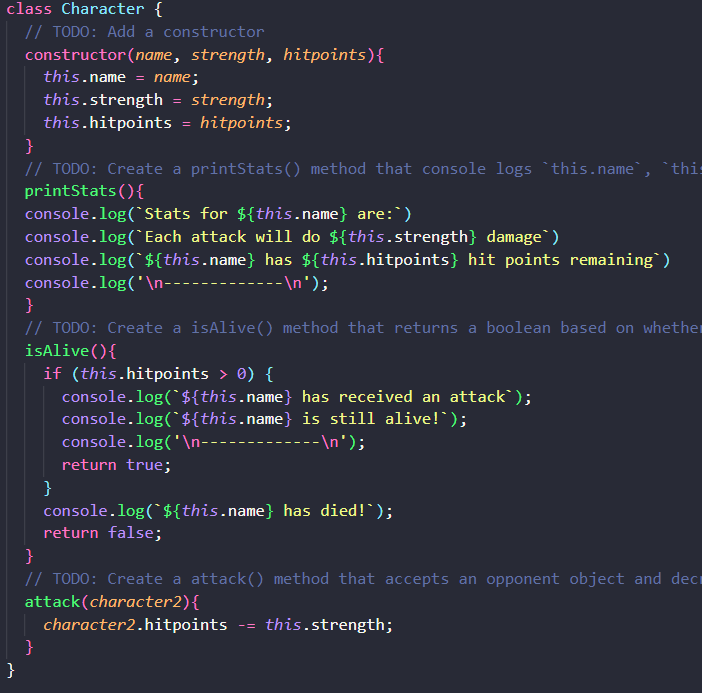 class Character {
// TODO: Add a constructor
constructor(name, strength, hitpoints){
this.name = name;
this.strength = strength;
this.hitpoints = hitpoints;
}
// TODO: Create a printStats() method that console logs `this.name`, `this
printStats(){
console.log(`Stats for ${this.name} are:`)
console.log(`Each attack will do ${this.strength} damage`)
console.log(`${this.name} has ${this.hitpoints} hit points remaining`)
console.log('\n-------------\n');
}
// TODO: Create a isAlive() method that returns a boolean based on whether
isAlive(){
if (this.hitpoints > 0) {
console.log(`${this.name} has received an attack`);
console.log(`${this.name} is still alive!`);
console.log('\n-------------\n');
return true;
}
console.log(`${this.name} has died!`);
return false;
}
// TODO: Create a attack() method that accepts an opponent object and decr
attack(character2){
character2.hitpoints -= this.strength;
}
}